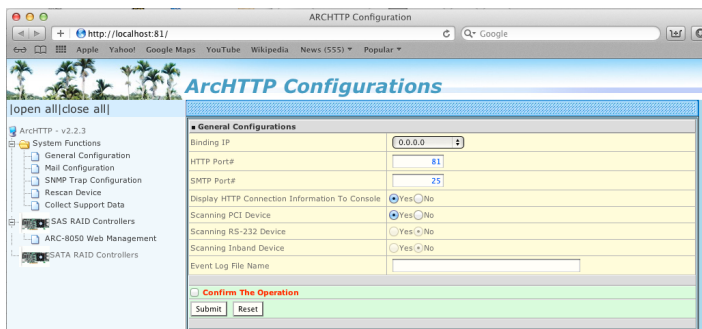 ARCHTTP Configuration
http://localhost:81/
Google
Apple Yahoo! Google Maps YouTube Wikipedia News (555) Popular
ArcHTTP Configurations
|open all|close all|
ArcHTTP - v2.2.3
System Functions
General Configuration
Mail Configuration
SNMP Trap Configuration
Rescan Device
Collect Support Data
SAS RAID Controllers
ARC-8050 Web Management
SATA RAID Controllers
General Configurations
Binding IP 0.0.0.0
HTTP Port# 81
SMTP Port# 25
Display HTTP Connection Information To Console Yes No
Scanning PCI Device Yes No
Scanning RS-232 Device Yes No
Scanning Inband Device Yes No
Event Log File Name
Confirm The Operation
Submit Reset